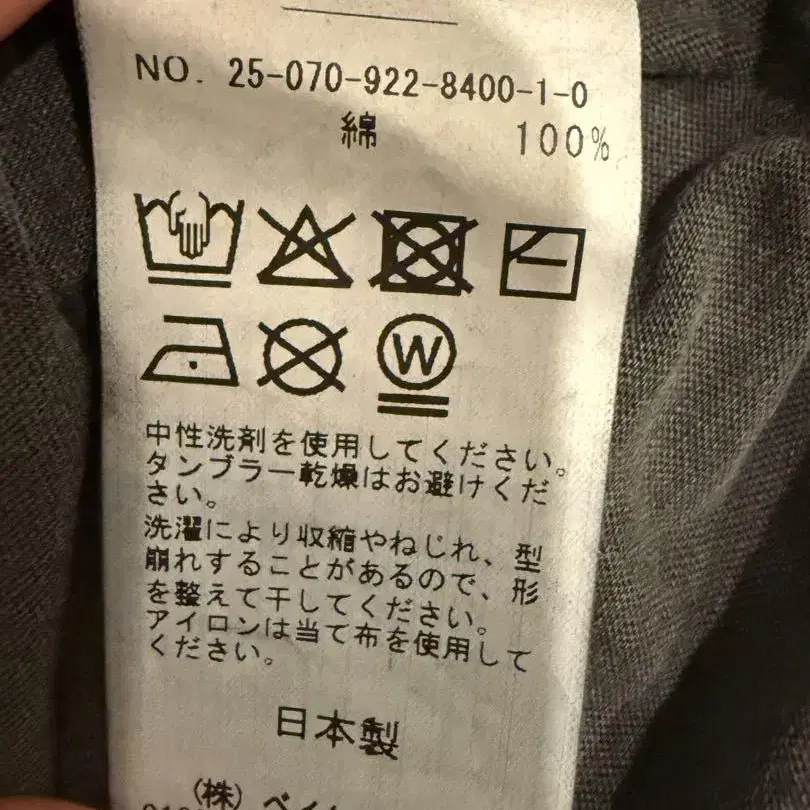 NO. 25-070-922-8400-1-0
綿 100%
W
中性洗剤を使用してください。
タンブラー乾燥はお避けくだ
さい。
洗濯により収縮やねじれ、型
崩れすることがあるので、形
を整えて干してください。
アイロンは当て布を使用して
ください。
日本製
(株)ベイ